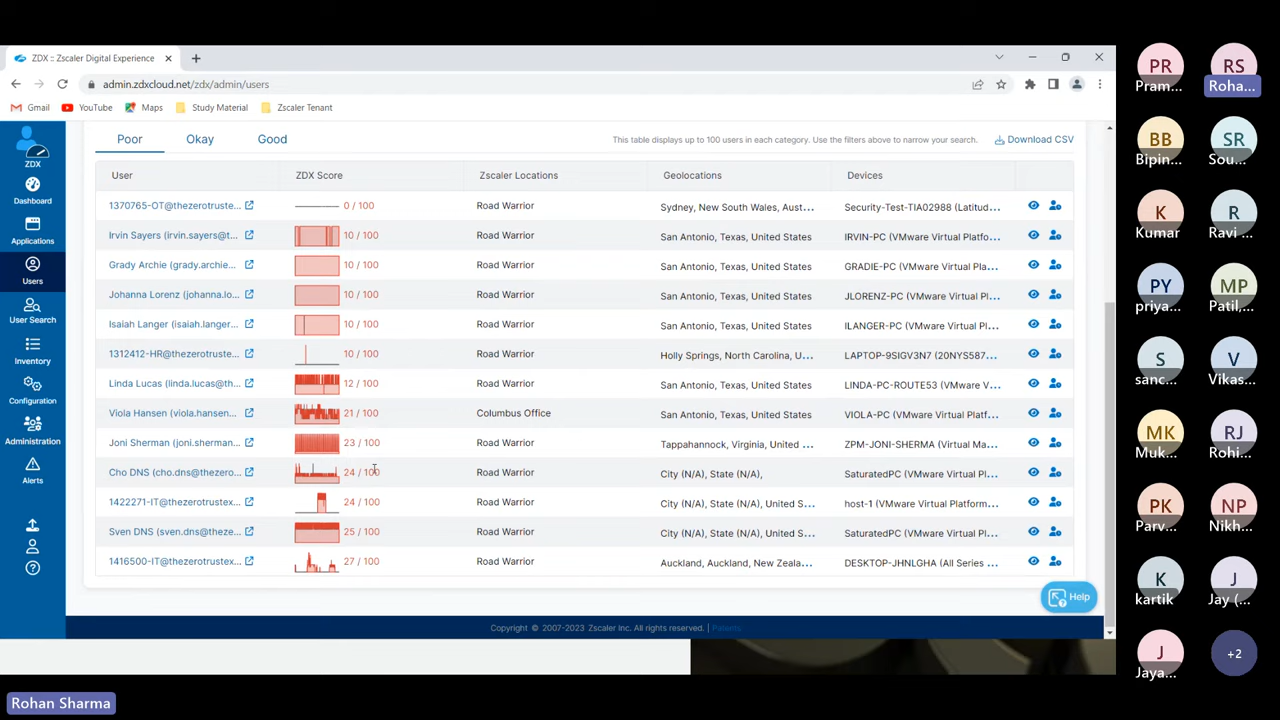 ZDX :: Zscaler Digital Experience
admin.zdxcloud.net/zdx/admin/users
Gmail YouTube Maps Study Material Zscaler Tenant
ZDX
Dashboard
Applications
Users
User Search
Inventory
Configuration
Administration
Alerts
Poor Okay Good This table displays up to 100 users in each category. Use the filters above to narrow your search. Download CSV
User ZDX Score Zscaler Locations Geolocations Devices
1370765-OT@thezerotruste... 0 / 100 Road Warrior Sydney, New South Wales, Aust... Security-Test-TIA02988 (Latitud...
Irvin Sayers (irvin.sayers@t... 10 / 100 Road Warrior San Antonio, Texas, United States IRVIN-PC (VMware Virtual Platfo...
Grady Archie (grady.archie... 10 / 100 Road Warrior San Antonio, Texas, United States GRADIE-PC (VMware Virtual Pla...
Johanna Lorenz (johanna.lo... 10 / 100 Road Warrior San Antonio, Texas, United States JLORENZ-PC (VMware Virtual Pl...
Isaiah Langer (isaiah.langer... 10 / 100 Road Warrior San Antonio, Texas, United States ILANGER-PC (VMware Virtual Pla...
1312412-HR@thezerotruste... 10 / 100 Road Warrior Holly Springs, North Carolina, U... LAPTOP-9SIGV3N7 (20NYS587...
Linda Lucas (linda.lucas@th... 12 / 100 Road Warrior San Antonio, Texas, United States LINDA-PC-ROUTE53 (VMware V...
Viola Hansen (viola.hansen... 21 / 100 Columbus Office San Antonio, Texas, United States VIOLA-PC (VMware Virtual Platf...
Joni Sherman (joni.sherman... 23 / 100 Road Warrior Tappahannock, Virginia, United ... ZPM-JONI-SHERMA (Virtual Ma...
Cho DNS (cho.dns@thezero... 24 / 100 Road Warrior City (N/A), State (N/A), SaturatedPC (VMware Virtual Pl...
1422271-IT@thezerotrustex... 24 / 100 Road Warrior City (N/A), State (N/A), United S... host-1 (VMware Virtual Platform...
Sven DNS (sven.dns@theze... 25 / 100 Road Warrior City (N/A), State (N/A), United S... SaturatedPC (VMware Virtual Pl...
1416500-IT@thezerotrustex... 27 / 100 Road Warrior Auckland, Auckland, New Zeala... DESKTOP-JHNLGHA (All Series ...
Help
Copyright © 2007-2023 Zscaler Inc. All rights reserved. | Patents
PR RS
Pram... Roha...
BB SR
Bipin... Sou...
K R
Kumar Ravi ...
PY MP
priya... Patil,...
S V
sanc... Vikas...
MK RJ
Muk... Rohi...
PK NP
Parv... Nikh...
K J
kartik Jay (...
J +2
Jaya...
Rohan Sharma